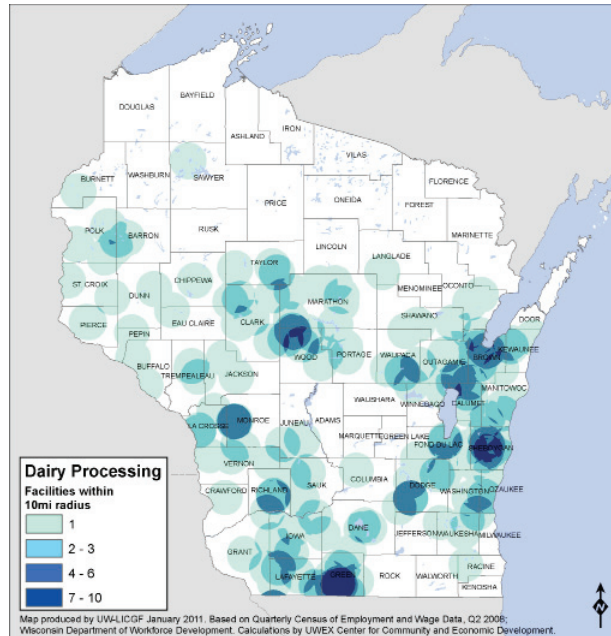 BAYFIELD
DOUGLAS
IRON
ASHLAND
VILAS
WASHBURN
SAWYER
BURNETT
FLORENCE
ONEIDA
FOREST
PRICE
MARINETTE
POLK
BARRON
RUSK
LINCOLN
TAYLOR
LANGLADE
CHIPPEWA
MENOMINEE
OCONTO
ST. CROIX
DUNN
MARATHON
DOOR
CLARK
SHAWANO
PIERCE
EAU CLAIRE
PEPIN
KEWAUNEE
BROWN
WOOD
PORTAGE
WAUPACA
OUTAGAMIE
BUFFALO
JACKSON
TREMPEALEAU
MANITOWOC
WAUSHARA
CALUMET
WINNEBAGO
MONROE
ADAMS
LA CROSSE
JUNEAU
MARQUETTE
GREEN LAKE
FOND DU LAC
SHEBOYGAN
VERNON
SAUK
COLUMBIA
DODGE
RICHLAND
CRAWFORD
WASHINGTON
OZAUKEE
DANE
IOWA
JEFFERSON
WAUKESHA
MILWAUKEE
GRANT
RACINE
LAFAYETTE
GREEN
ROCK
WALWORTH
KENOSHA
Dairy Processing
Facilities within
10mi radius
1
2 - 3
4 - 6
7 - 10
N
Map produced by UW-LICGF January 2011. Based on Quarterly Census of Employment and Wage Data, Q2 2008;
Wisconsin Department of Workforce Development. Calculations by UWEX Center for Community and Economic Development.